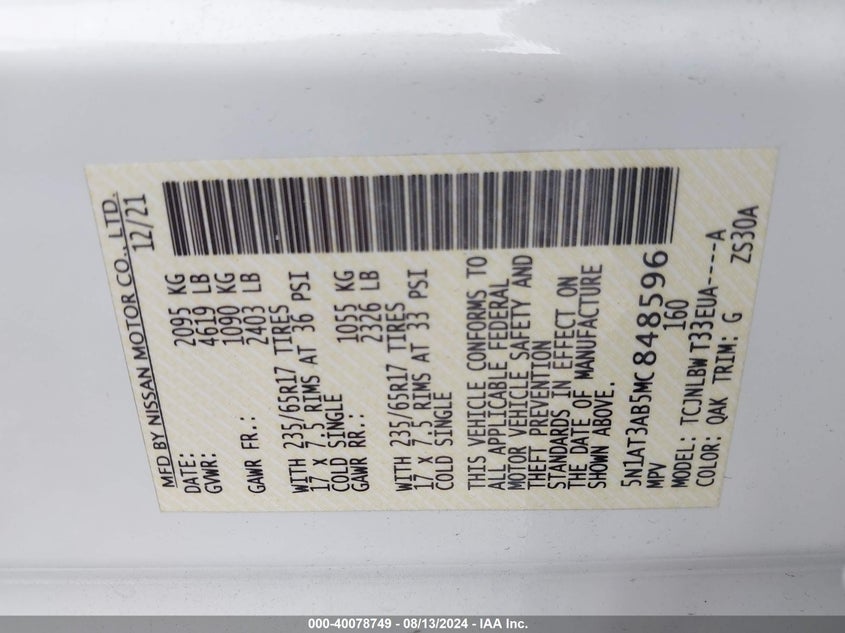 MFD BY NISSAN MOTOR CO., LTD.
DATE: 12/21
GVWR: 2095 KG
4619 LB
1090 KG
GAWR FR.: 2403 LB
WITH 235/65R17 TIRES
17 X 7.5 RIMS AT 36 PSI
COLD SINGLE 1055 KG
GAWR RR.: 2326 LB
WITH 235/65R17 TIRES
17 X 7.5 RIMS AT 33 PSI
COLD SINGLE
THIS VEHICLE CONFORMS TO
ALL APPLICABLE FEDERAL
MOTOR VEHICLE SAFETY AND
THEFT PREVENTION
STANDARDS IN EFFECT ON
THE DATE OF MANUFACTURE
SHOWN ABOVE.
5N1AT3AB5MC848596
MPV 160
MODEL: TCJNLBW T33EUA----A
COLOR: QAK TRIM: G ZS30A
000-40078749 - 08/13/2024 - IAA Inc.